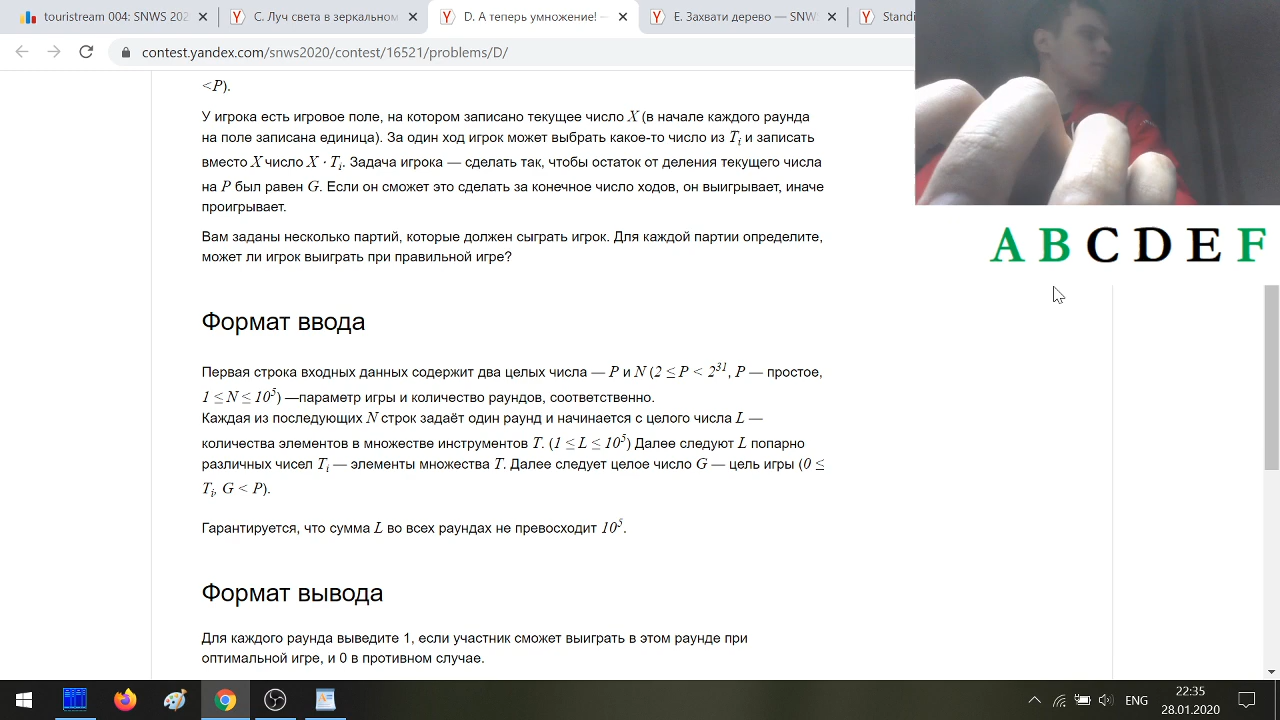 touristream 004: SNWS 202
C. Луч света в зеркальном
D. А теперь умножение! —
E. Захвати дерево — SNW
Standi
contest.yandex.com/snws2020/contest/16521/problems/D/
<P).
У игрока есть игровое поле, на котором записано текущее число X (в начале каждого раунда
на поле записана единица). За один ход игрок может выбрать какое-то число из Ti и записать
вместо X число X · Ti. Задача игрока — сделать так, чтобы остаток от деления текущего числа
на P был равен G. Если он сможет это сделать за конечное число ходов, он выигрывает, иначе
проигрывает.
Вам заданы несколько партий, которые должен сыграть игрок. Для каждой партии определите,
может ли игрок выиграть при правильной игре?
A B C D E F
Формат ввода
Первая строка входных данных содержит два целых числа — P и N (2 ≤ P < 2^31, P — простое,
1 ≤ N ≤ 10^5) —параметр игры и количество раундов, соответственно.
Каждая из последующих N строк задаёт один раунд и начинается с целого числа L —
количества элементов в множестве инструментов T. (1 ≤ L ≤ 10^5) Далее следуют L попарно
различных чисел Ti — элементы множества T. Далее следует целое число G — цель игры (0 ≤
Ti, G < P).
Гарантируется, что сумма L во всех раундах не превосходит 10^5.
Формат вывода
Для каждого раунда выведите 1, если участник сможет выиграть в этом раунде при
оптимальной игре, и 0 в противном случае.
ENG
22:35
28.01.2020